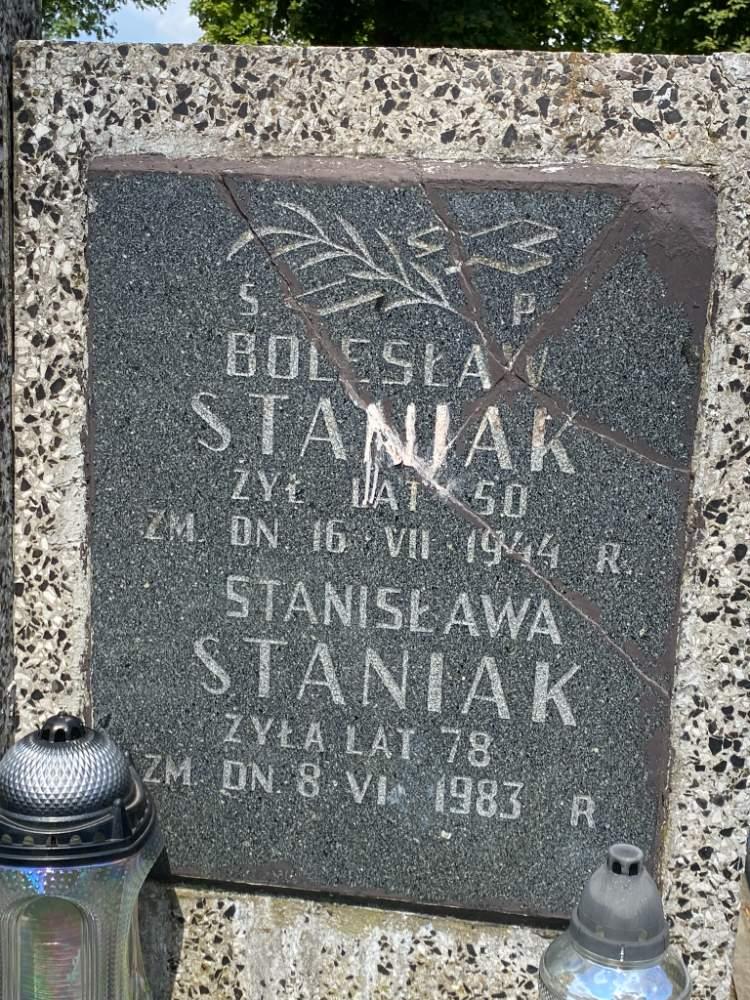 Ś. P.
BOLESŁAW
STANIAK
ŻYŁ LAT 50
ZM. DN. 16 VII 1944 R.
STANISŁAWA
STANIAK
ŻYŁA LAT 78
ZM DN. 8 VI 1983 R